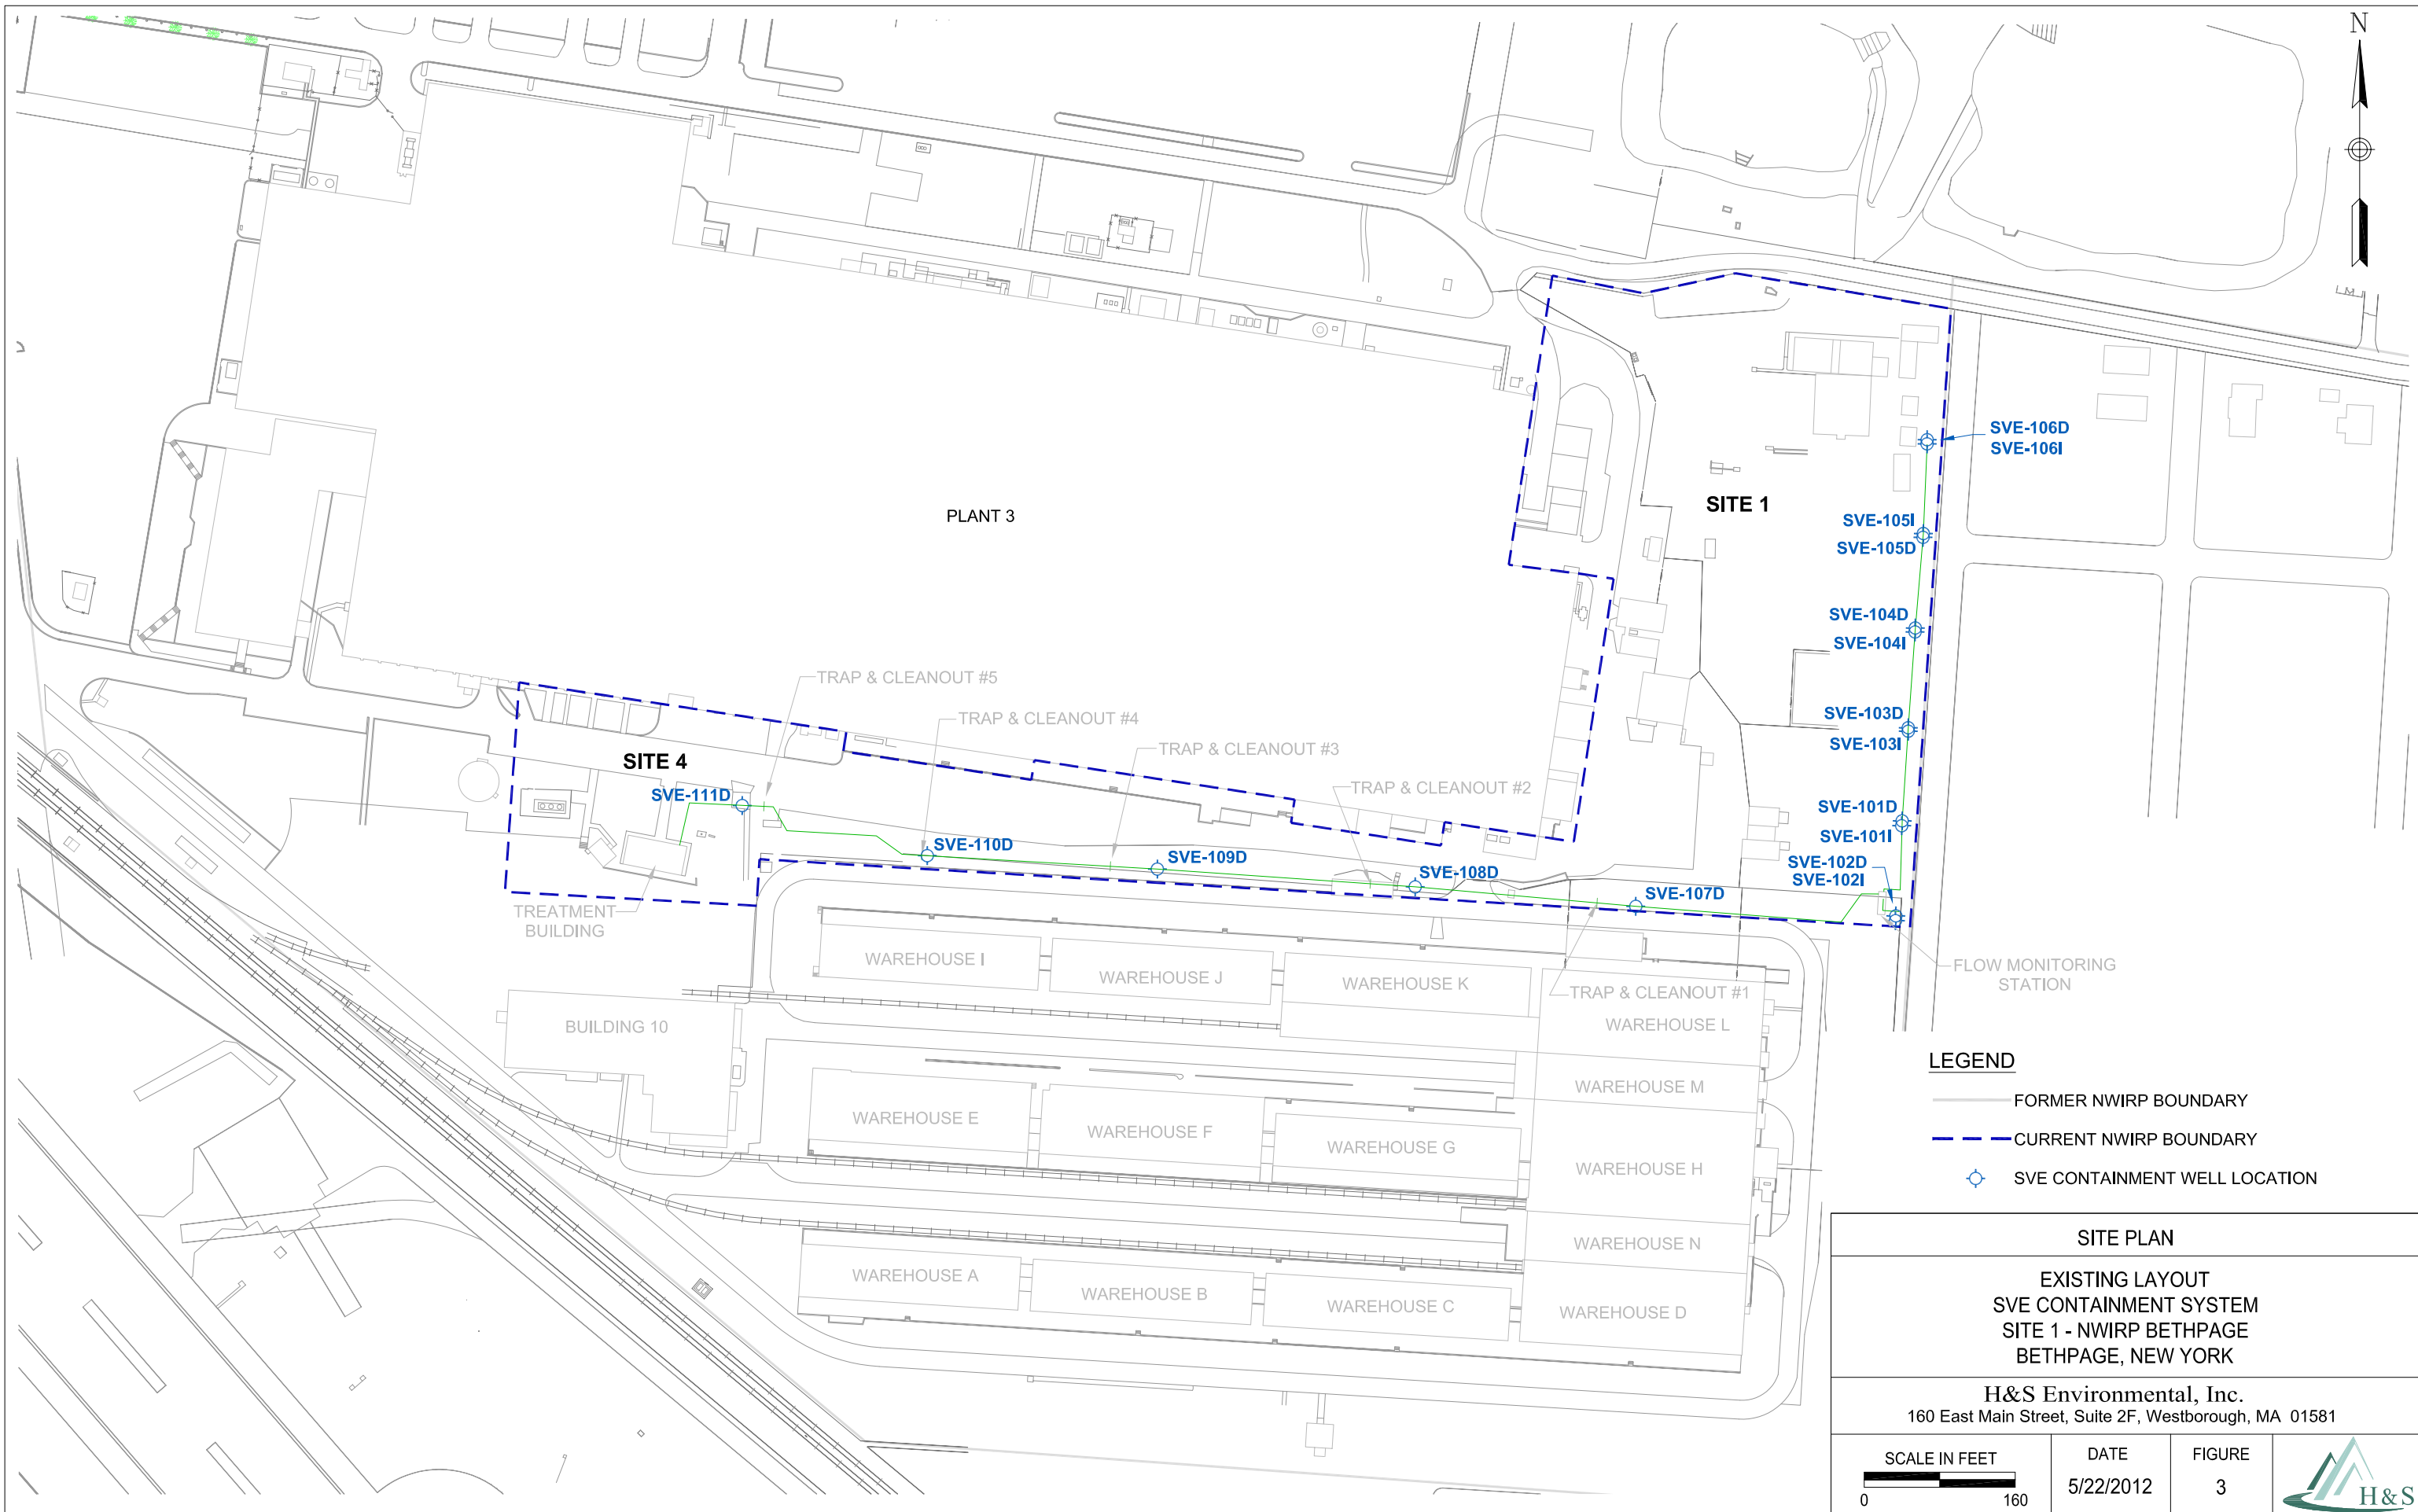 N
SVE-106D
SVE-106I
SITE 1
PLANT 3
SVE-105I
SVE-105D
SVE-104D
SVE-104I
TRAP & CLEANOUT #5
TRAP & CLEANOUT #4
SVE-103D
TRAP & CLEANOUT #3
SVE-103I
SITE 4
TRAP & CLEANOUT #2
SVE-111D
SVE-101D
SVE-101I
SVE-110D
SVE-109D
SVE-102D
SVE-108D
SVE-102I
SVE-107D
TREATMENT
BUILDING
WAREHOUSE I
WAREHOUSE J
WAREHOUSE K
FLOW MONITORING
STATION
TRAP & CLEANOUT #1
BUILDING 10
WAREHOUSE L
LEGEND
WAREHOUSE M
FORMER NWIRP BOUNDARY
WAREHOUSE E
WAREHOUSE F
CURRENT NWIRP BOUNDARY
WAREHOUSE G
WAREHOUSE H
SVE CONTAINMENT WELL LOCATION
WAREHOUSE N
WAREHOUSE A
WAREHOUSE B
WAREHOUSE C
WAREHOUSE D
SITE PLAN
EXISTING LAYOUT
SVE CONTAINMENT SYSTEM
SITE 1 - NWIRP BETHPAGE
BETHPAGE, NEW YORK
H&S Environmental, Inc.
160 East Main Street, Suite 2F, Westborough, MA 01581
SCALE IN FEET
0 160
DATE
5/22/2012
FIGURE
3
H&S